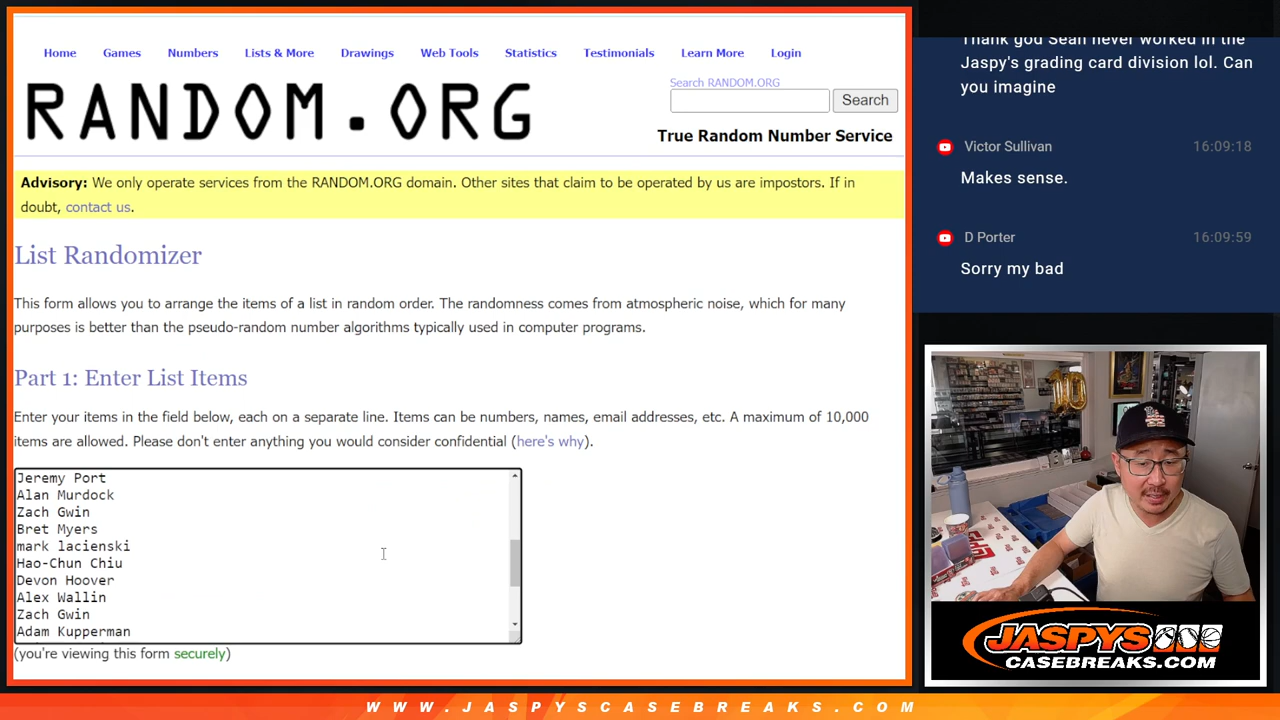 Home Games Numbers Lists & More Drawings Web Tools Statistics Testimonials Learn More Login
RANDOM.ORG
Search RANDOM.ORG
Search
True Random Number Service
Advisory: We only operate services from the RANDOM.ORG domain. Other sites that claim to be operated by us are impostors. If in
doubt, contact us.
List Randomizer
This form allows you to arrange the items of a list in random order. The randomness comes from atmospheric noise, which for many
purposes is better than the pseudo-random number algorithms typically used in computer programs.
Part 1: Enter List Items
Enter your items in the field below, each on a separate line. Items can be numbers, names, email addresses, etc. A maximum of 10,000
items are allowed. Please don't enter anything you would consider confidential (here's why).
Jeremy Port
Alan Murdock
Zach Gwin
Bret Myers
mark lacienski
Hao-Chun Chiu
Devon Hoover
Alex Wallin
Zach Gwin
Adam Kupperman
(you're viewing this form securely)
Thank god Sean never worked in the
Jaspy's grading card division lol. Can
you imagine
Victor Sullivan 16:09:18
Makes sense.
D Porter 16:09:59
Sorry my bad
10
JASPYS
CASEBREAKS.COM
WWW.JASPYSCASEBREAKS.COM